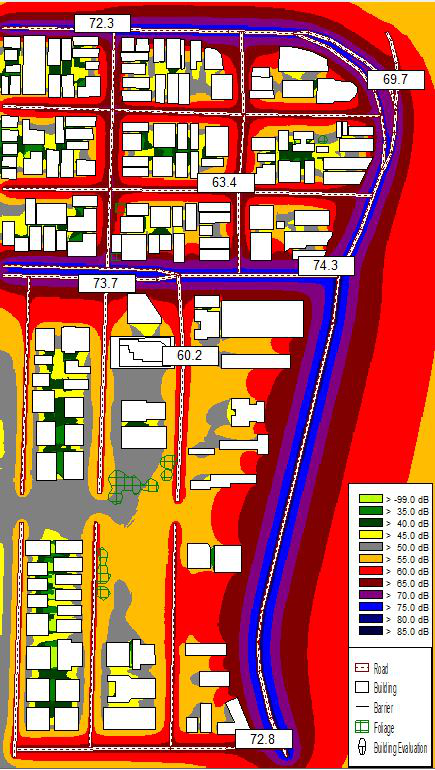 72.3
69.7
63.4
74.3
73.7
60.2
> -99.0 dB
> 35.0 dB
> 40.0 dB
> 45.0 dB
> 50.0 dB
> 55.0 dB
> 60.0 dB
> 65.0 dB
> 70.0 dB
> 75.0 dB
> 80.0 dB
> 85.0 dB
Road
Building
Barrier
Foliage
Building Evaluation
72.8